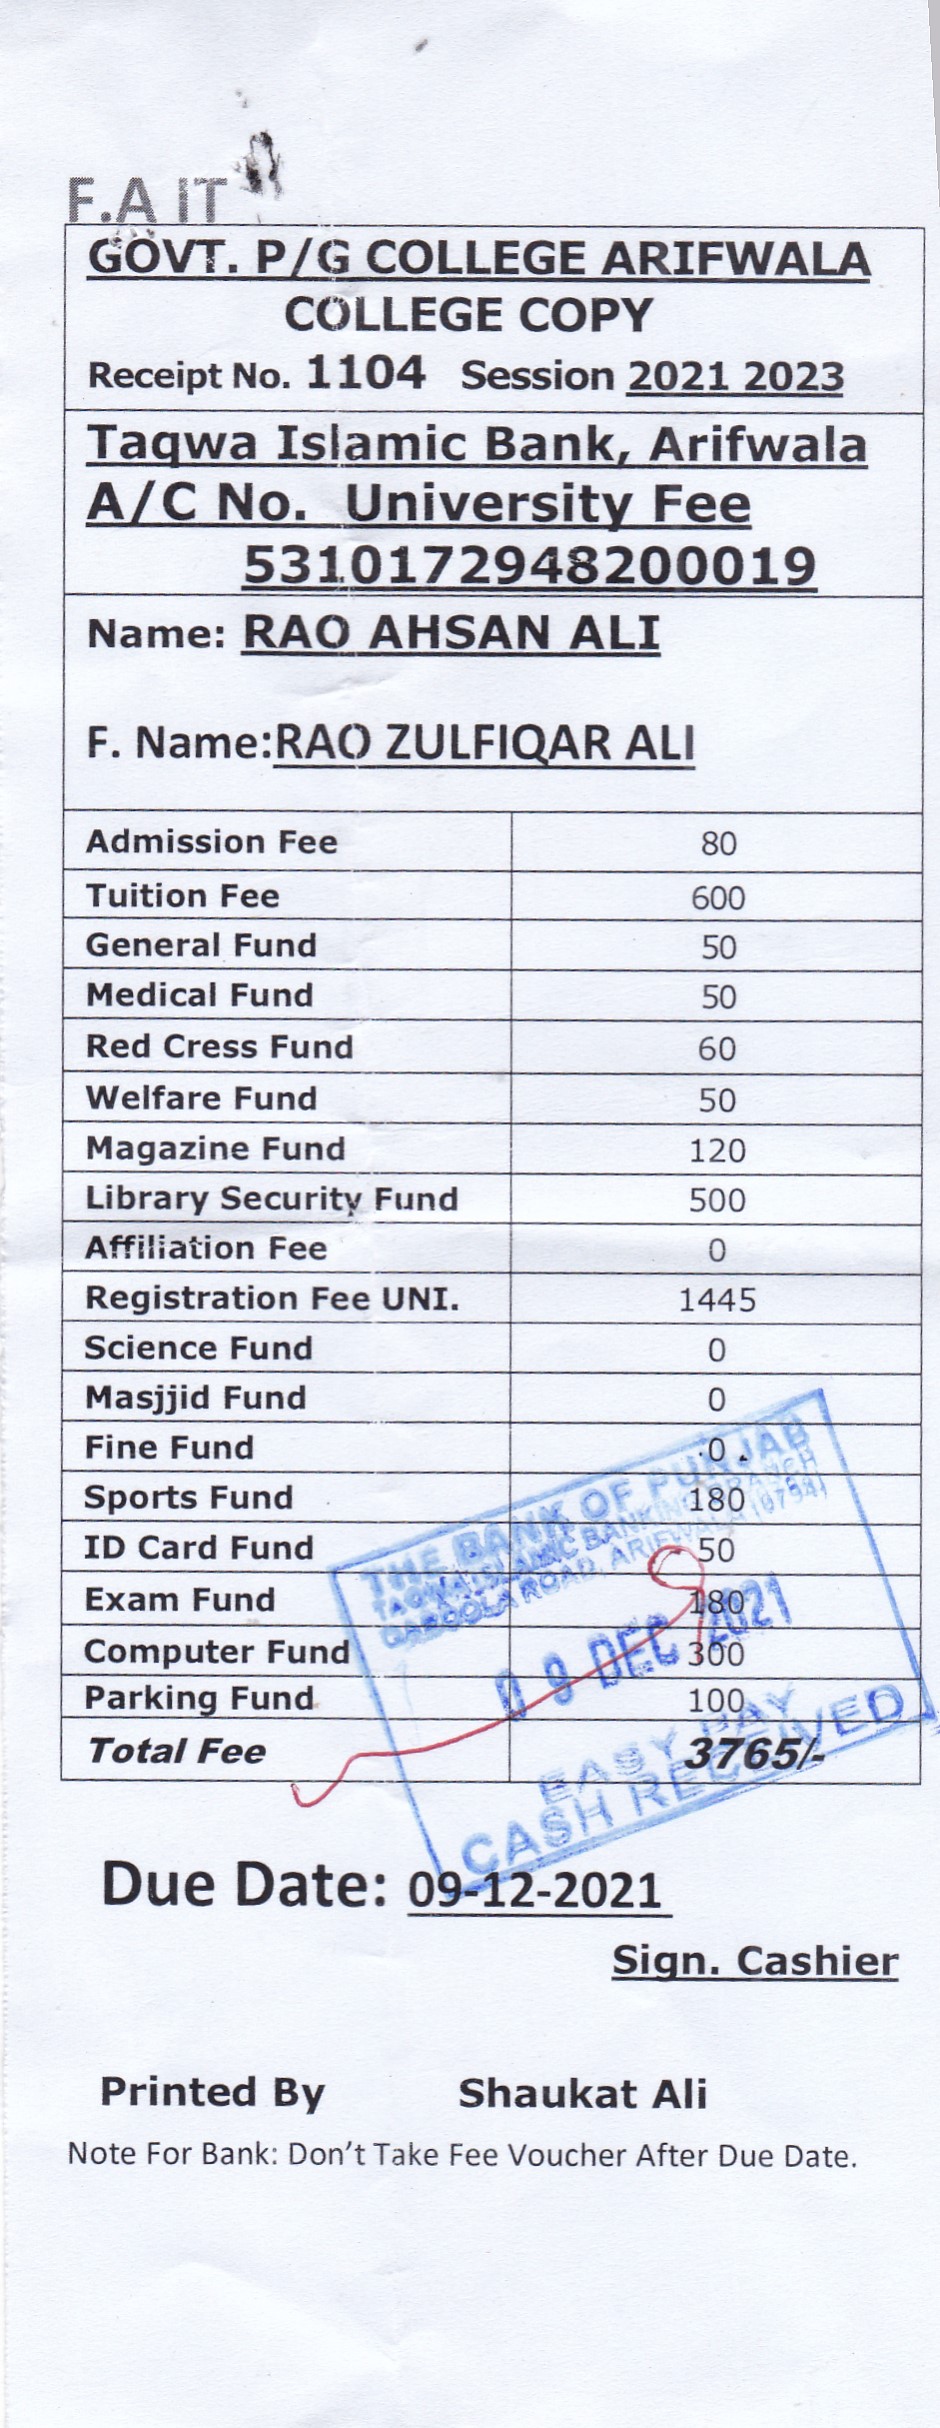 F.A IT
GOVT. P/G COLLEGE ARIFWALA
COLLEGE COPY
Receipt No. 1104 Session 2021 2023
Taqwa Islamic Bank, Arifwala
A/C No. University Fee
5310172948200019
Name: RAO AHSAN ALI
F. Name:RAO ZULFIQAR ALI
Admission Fee 80
Tuition Fee 600
General Fund 50
Medical Fund 50
Red Cress Fund 60
Welfare Fund 50
Magazine Fund 120
Library Security Fund 500
Affiliation Fee 0
Registration Fee UNI. 1445
Science Fund 0
Masjjid Fund 0
Fine Fund 0
Sports Fund 180
ID Card Fund 50
Exam Fund 180
Computer Fund 300
Parking Fund 100
Total Fee 3765/-
THE BANK OF PUNJAB
TAQWA ISLAMIC BANKING BRANCH
QABOOLA ROAD, ARIFWALA (0794)
09 DEC 2021
EASY PAY
CASH RECEIVED
Due Date: 09-12-2021
Sign. Cashier
Printed By Shaukat Ali
Note For Bank: Don't Take Fee Voucher After Due Date.